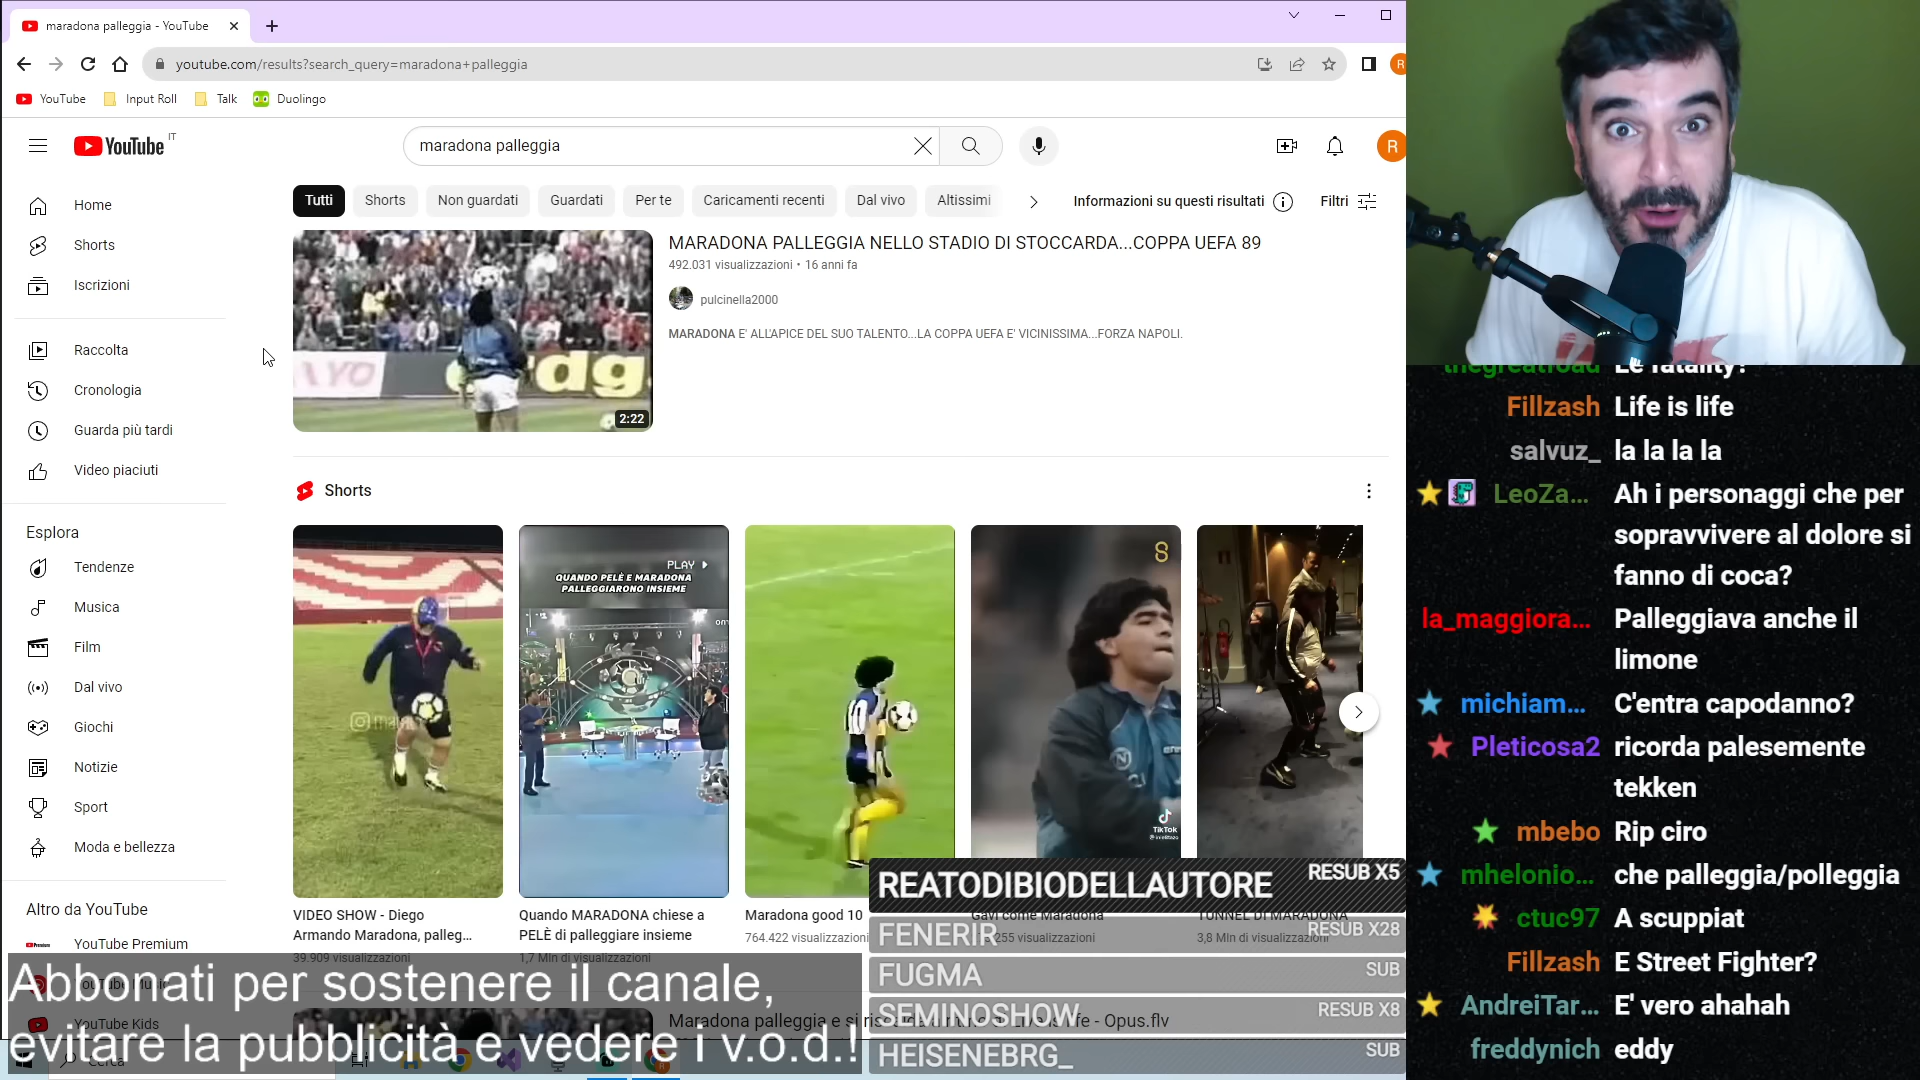 maradona palleggia - YouTube
youtube.com/results?search_query=maradona+palleggia
YouTube
Input Roll
Talk
Duolingo
YouTube IT
maradona palleggia
R
Home
Shorts
Iscrizioni
Raccolta
Cronologia
Guarda più tardi
Video piaciuti
Esplora
Tendenze
Musica
Film
Dal vivo
Giochi
Notizie
Sport
Moda e bellezza
Altro da YouTube
YouTube Premium
YouTube Kids
Tutti
Shorts
Non guardati
Guardati
Per te
Caricamenti recenti
Dal vivo
Altissimi
Informazioni su questi risultati
Filtri
dg
2:22
MARADONA PALLEGGIA NELLO STADIO DI STOCCARDA...COPPA UEFA 89
492.031 visualizzazioni • 16 anni fa
pulcinella2000
MARADONA E' ALL'APICE DEL SUO TALENTO...LA COPPA UEFA E' VICINISSIMA...FORZA NAPOLI.
Shorts
PLAY
QUANDO PELÈ E MARADONA
PALLEGGIARONO INSIEME
10
TikTok
VIDEO SHOW - Diego
Armando Maradona, palleg...
39.909 visualizzazioni
Quando MARADONA chiese a
PELÈ di palleggiare insieme
1,7 Mln di visualizzazioni
Maradona good 10
764.422 visualizzazioni
Gavi come Maradona
255 visualizzazioni
TUNNEL DI MARADONA
3,8 Mln di visualizzazioni
Maradona palleggia e si
life - Opus.flv
Cerca
Abbonati per sostenere il canale,
evitare la pubblicità e vedere i v.o.d.!
REATODIBIODELLAUTORE RESUB X5
FENERIR RESUB X28
FUGMA SUB
SEMINOSHOW RESUB X8
HEISENEBRG_ SUB
thegreatroad Le fatality?
Fillzash Life is life
salvuz_ la la la la
LeoZa... Ah i personaggi che per
sopravvivere al dolore si
fanno di coca?
la_maggiora... Palleggiava anche il
limone
michiam... C'entra capodanno?
Pleticosa2 ricorda palesemente
tekken
mbebo Rip ciro
mhelonio... che palleggia/polleggia
ctuc97 A scuppiat
Fillzash E Street Fighter?
AndreiTar... E' vero ahahah
freddynich eddy